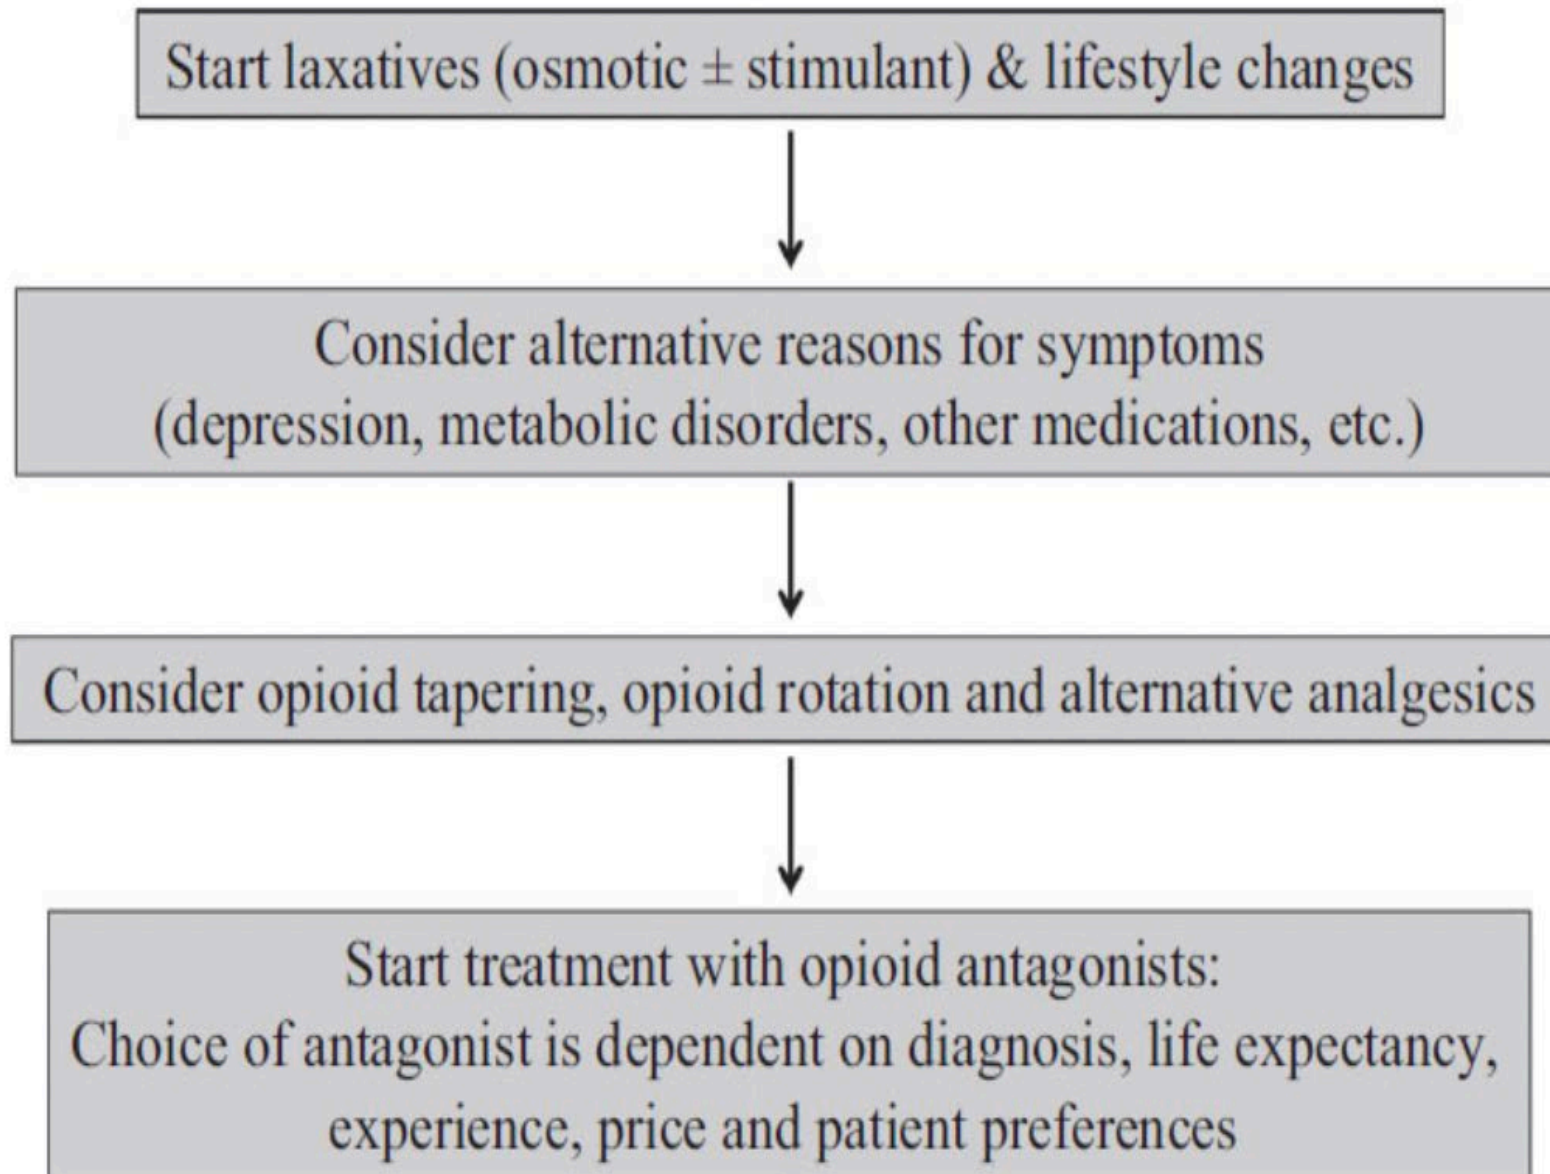 Start laxatives (osmotic ± stimulant) & lifestyle changes
Consider alternative reasons for symptoms
(depression, metabolic disorders, other medications, etc.)
Consider opioid tapering, opioid rotation and alternative analgesics
Start treatment with opioid antagonists:
Choice of antagonist is dependent on diagnosis, life expectancy,
experience, price and patient preferences